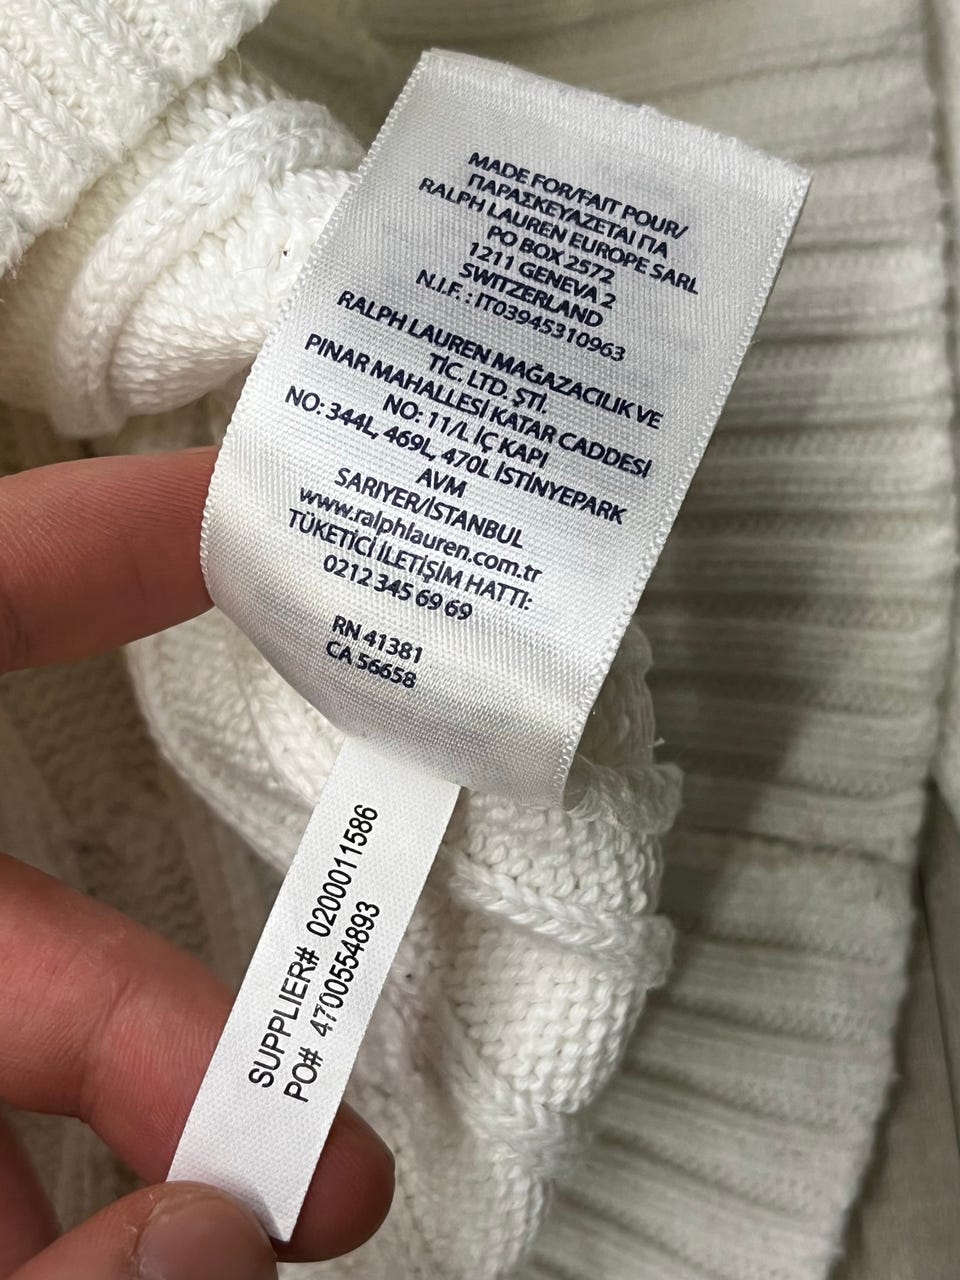 MADE FOR/FAIT POUR/
ΠΑΡΑΣΚΕΥΑΖΕΤΑΙ ΓΙΑ
RALPH LAUREN EUROPE SARL
PO BOX 2572
1211 GENEVA 2
SWITZERLAND
N.I.F. : IT03945310963
RALPH LAUREN MAĞAZACILIK VE
TİC. LTD. ŞTİ.
PINAR MAHALLESİ KATAR CADDESİ
NO: 11/L İÇ KAPI
NO: 344L, 469L, 470L İSTİNYEPARK
AVM
SARIYER/İSTANBUL
www.ralphlauren.com.tr
TÜKETİCİ İLETİŞİM HATTI:
0212 345 69 69
RN 41381
CA 56658
SUPPLIER# 0200011586
PO# 4700554893